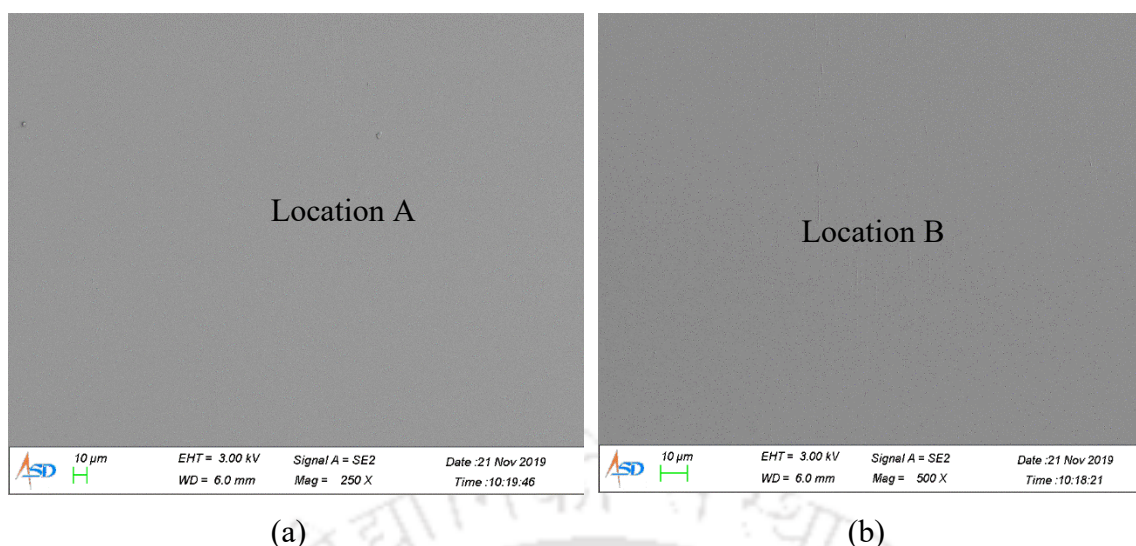 Location A
ASD
10 µm
EHT = 3.00 kV
Signal A = SE2
Date :21 Nov 2019
WD = 6.0 mm
Mag = 250 X
Time :10:19:46
(a)
Location B
ASD
10 µm
EHT = 3.00 kV
Signal A = SE2
Date :21 Nov 2019
WD = 6.0 mm
Mag = 500 X
Time :10:18:21
(b)